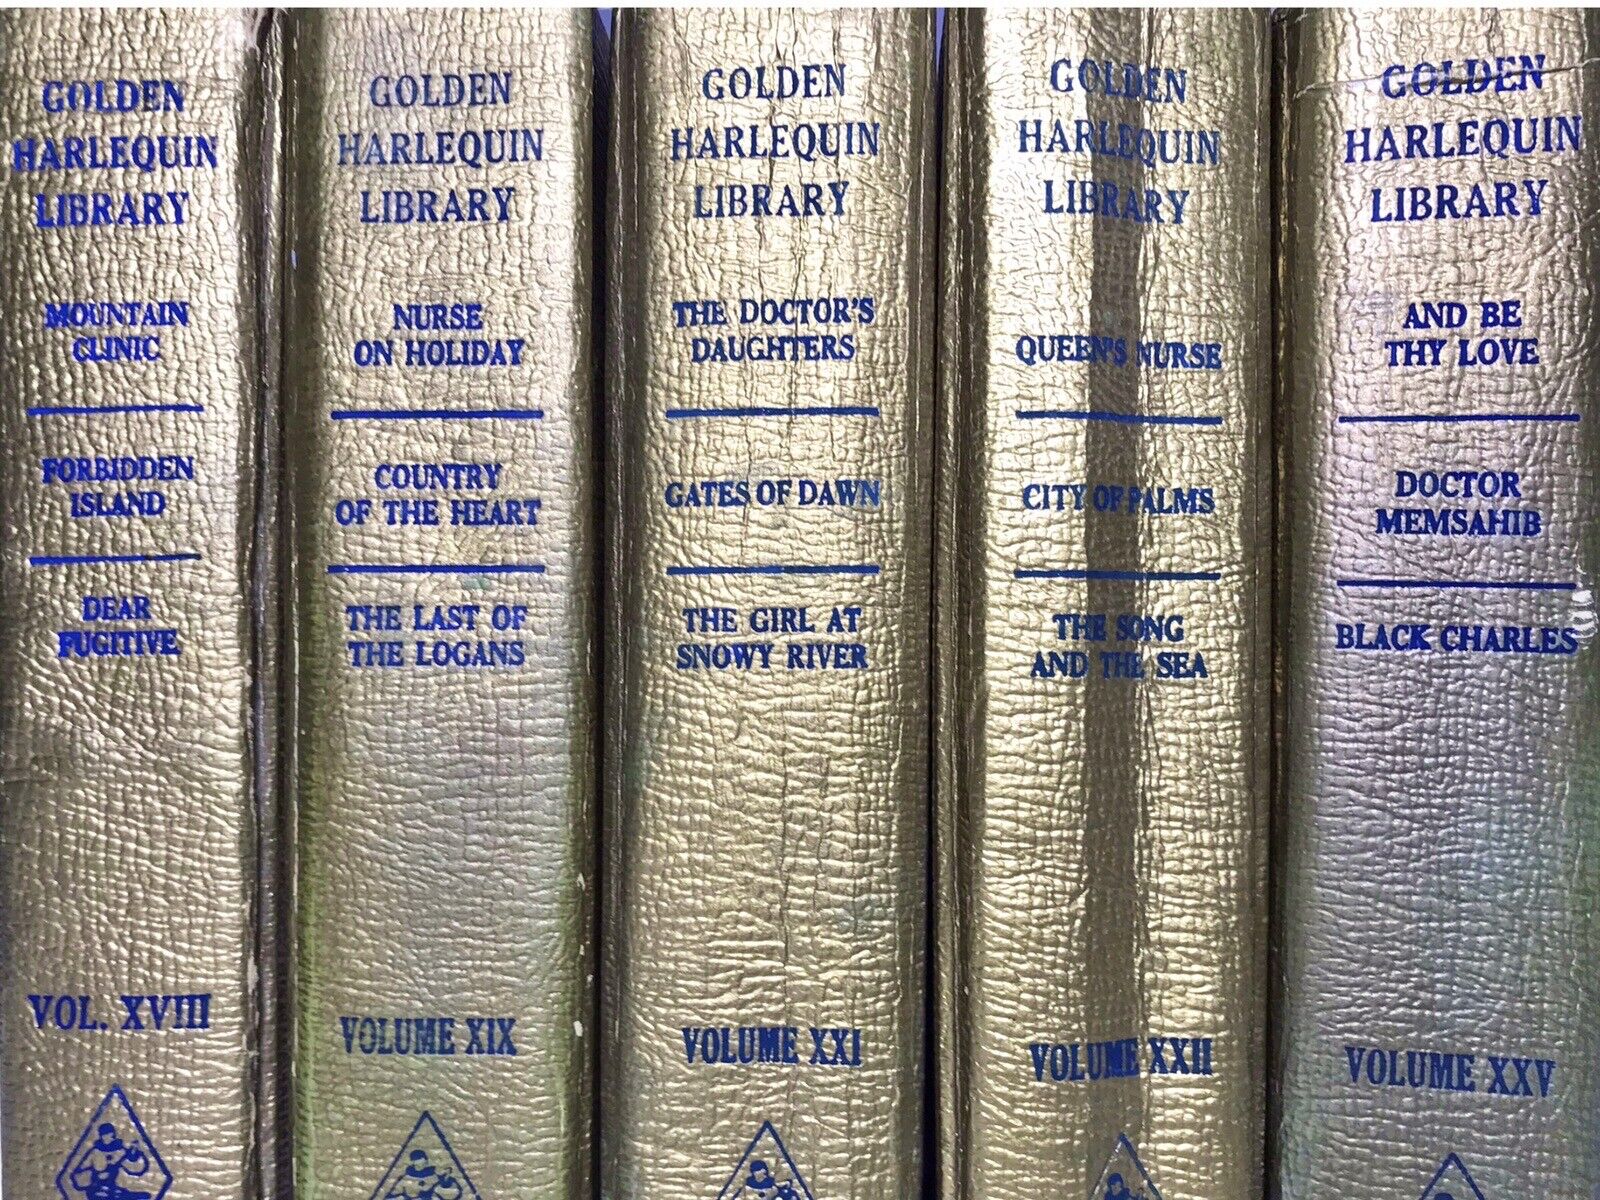 GOLDEN
HARLEQUIN
LIBRARY
MOUNTAIN
CLINIC
FORBIDDEN
ISLAND
DEAR
FUGITIVE
VOL. XVIII
GOLDEN
HARLEQUIN
LIBRARY
NURSE
ON HOLIDAY
COUNTRY
OF THE HEART
THE LAST OF
THE LOGANS
VOLUME XIX
GOLDEN
HARLEQUIN
LIBRARY
THE DOCTOR'S
DAUGHTERS
GATES OF DAWN
THE GIRL AT
SNOWY RIVER
VOLUME XXI
GOLDEN
HARLEQUIN
LIBRARY
QUEEN'S NURSE
CITY OF PALMS
THE SONG
AND THE SEA
VOLUME XXII
GOLDEN
HARLEQUIN
LIBRARY
AND BE
THY LOVE
DOCTOR
MEMSAHIB
BLACK CHARLES
VOLUME XXV